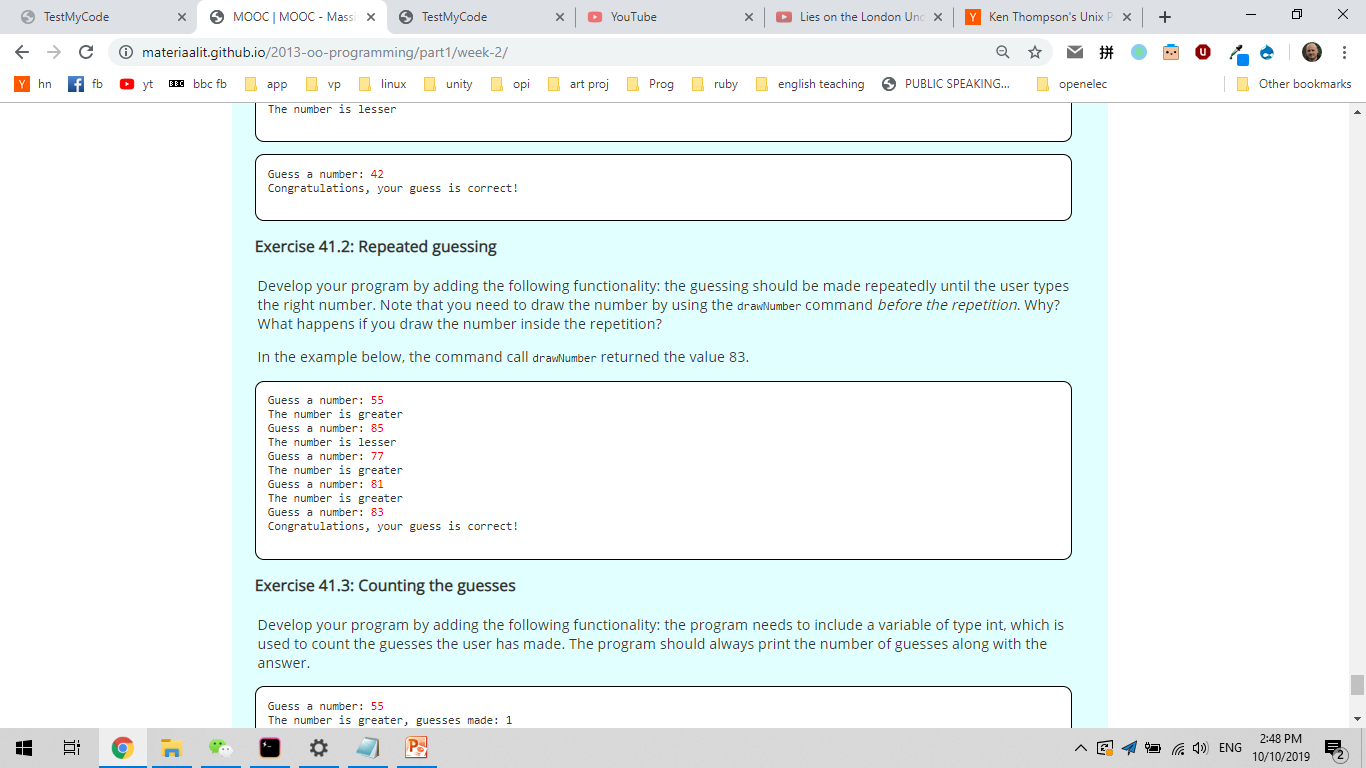 TestMyCode
MOOC | MOOC - Massi
TestMyCode
YouTube
Lies on the London Und
Ken Thompson's Unix P
materiaalit.github.io/2013-oo-programming/part1/week-2/
hn fb yt bbc fb app vp linux unity opi art proj Prog ruby english teaching PUBLIC SPEAKING... openelec Other bookmarks
The number is lesser
Guess a number: 42
Congratulations, your guess is correct!
Exercise 41.2: Repeated guessing
Develop your program by adding the following functionality: the guessing should be made repeatedly until the user types
the right number. Note that you need to draw the number by using the drawNumber command before the repetition. Why?
What happens if you draw the number inside the repetition?
In the example below, the command call drawNumber returned the value 83.
Guess a number: 55
The number is greater
Guess a number: 85
The number is lesser
Guess a number: 77
The number is greater
Guess a number: 81
The number is greater
Guess a number: 83
Congratulations, your guess is correct!
Exercise 41.3: Counting the guesses
Develop your program by adding the following functionality: the program needs to include a variable of type int, which is
used to count the guesses the user has made. The program should always print the number of guesses along with the
answer.
Guess a number: 55
The number is greater, guesses made: 1
ENG
2:48 PM
10/10/2019
2